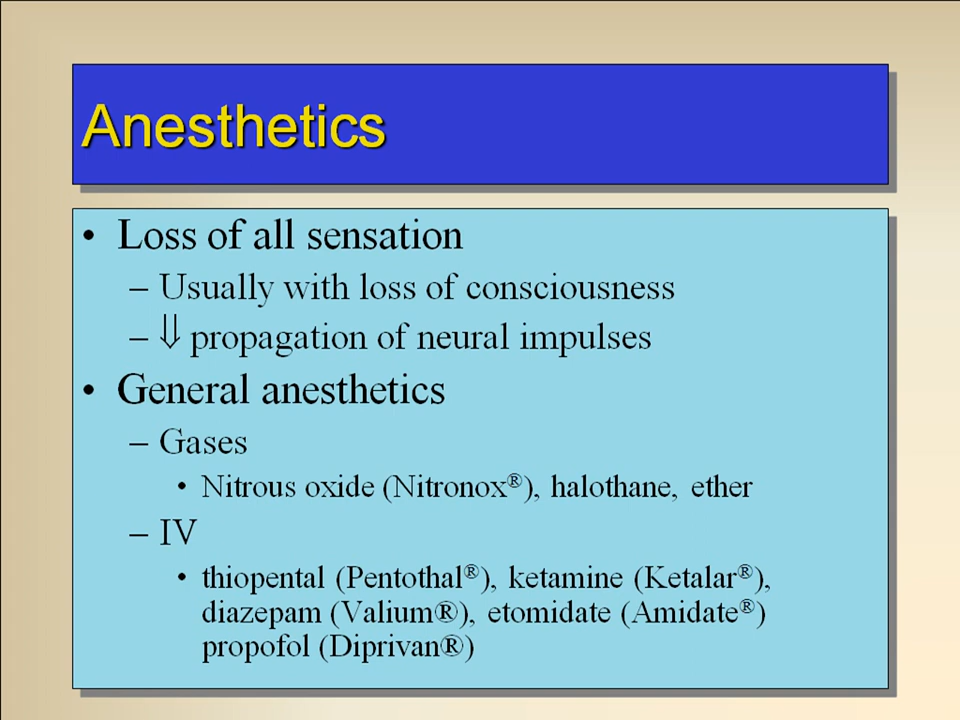 Anesthetics
• Loss of all sensation
– Usually with loss of consciousness
– ⇓ propagation of neural impulses
• General anesthetics
– Gases
• Nitrous oxide (Nitronox®), halothane, ether
– IV
• thiopental (Pentothal®), ketamine (Ketalar®),
diazepam (Valium®), etomidate (Amidate®)
propofol (Diprivan®)